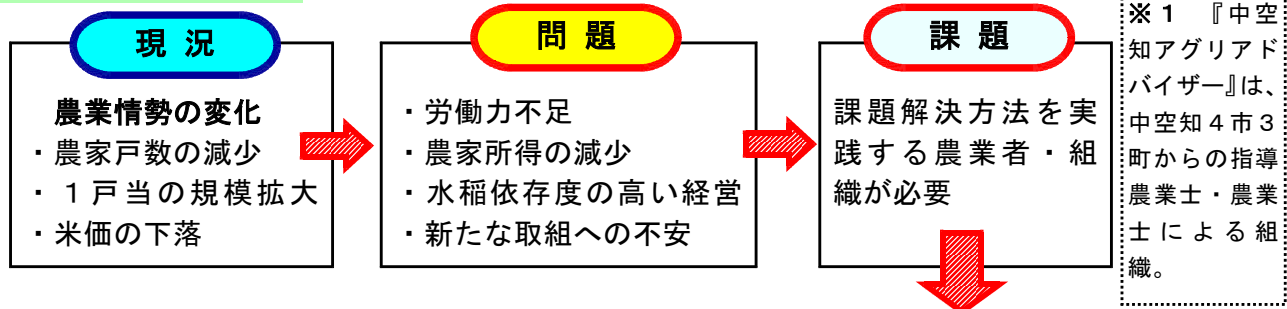 現況
農業情勢の変化
・農家戸数の減少
・１戸当の規模拡大
・米価の下落
問題
・労働力不足
・農家所得の減少
・水稲依存度の高い経営
・新たな取組への不安
課題
課題解決方法を実
践する農業者・組
織が必要
※１　『中空
知アグリアド
バイザー』は、
中空知４市３
町からの指導
農業士・農業
士による組
織。